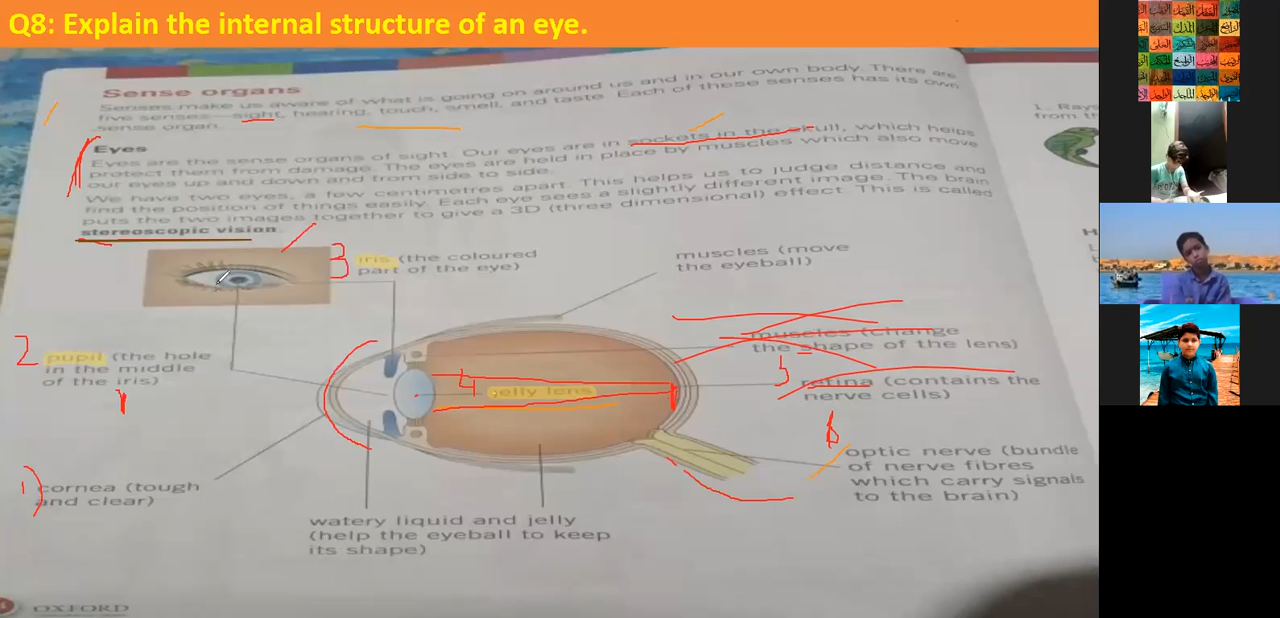 Q8: Explain the internal structure of an eye.
Sense organs
Senses make us aware of what is going on around us and in our own body. There are
five senses—sight, hearing, touch, smell, and taste. Each of these senses has its own
sense organ.
Eyes
Eyes are the sense organs of sight. Our eyes are in sockets in the skull, which helps
protect them from damage. The eyes are held in place by muscles which also move
our eyes up and down and from side to side.
We have two eyes, a few centimetres apart. This helps us to judge distance and
find the position of things easily. Each eye sees a slightly different image. The brain
puts the two images together to give a 3D (three dimensional) effect. This is called
stereoscopic vision.
3 iris (the coloured
part of the eye)
muscles (move
the eyeball)
muscles (change
the shape of the lens)
2 pupil (the hole
in the middle
of the iris)
4 jelly lens
5 retina (contains the
nerve cells)
6 optic nerve (bundle
of nerve fibres
which carry signals
to the brain)
1) cornea (tough
and clear)
watery liquid and jelly
(help the eyeball to keep
its shape)
OXFORD
1. Rays
from th